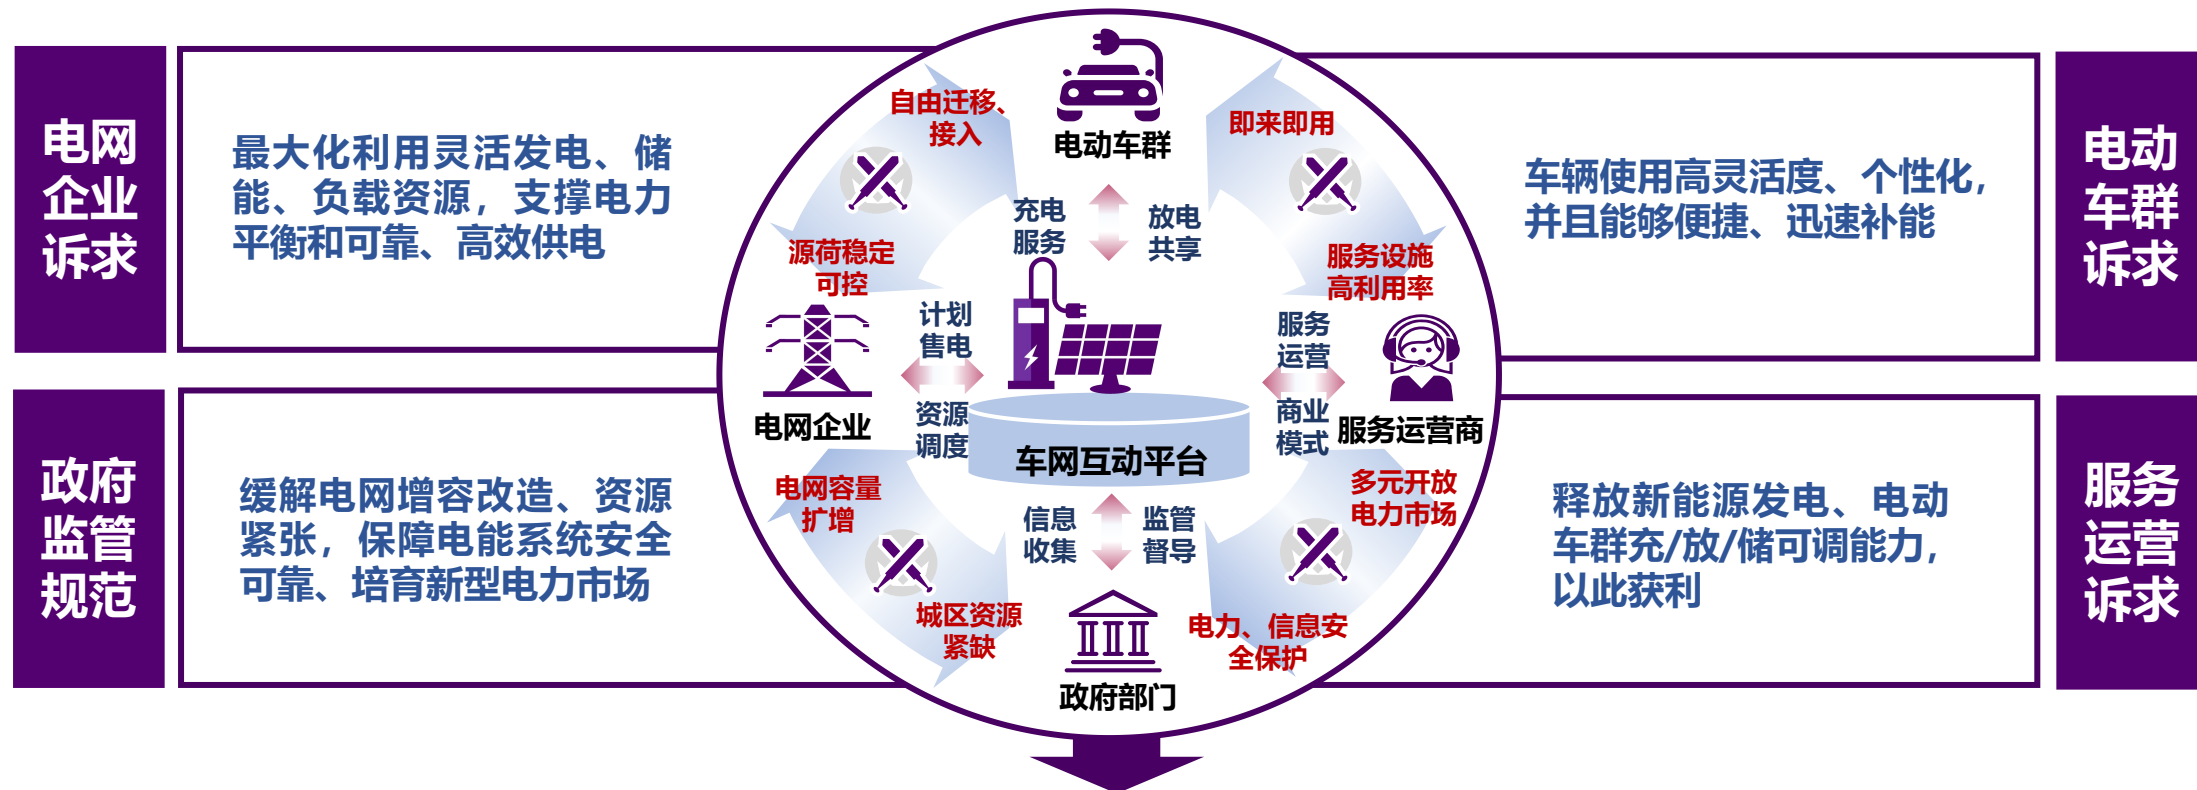 电网
企业
诉求
最大化利用灵活发电、储
能、负载资源，支撑电力
平衡和可靠、高效供电
政府
监管
规范
缓解电网增容改造、资源
紧张，保障电能系统安全
可靠、培育新型电力市场
自由迁移、
接入
源荷稳定
可控
电动车群
即来即用
服务设施
高利用率
充电
服务
放电
共享
计划
售电
资源
调度
电网企业
车网互动平台
服务
运营
商业
模式
服务运营商
电网容量
扩增
城区资源
紧缺
信息
收集
监管
督导
多元开放
电力市场
电力、信息安
全保护
政府部门
车辆使用高灵活度、个性化，
并且能够便捷、迅速补能
电动
车群
诉求
释放新能源发电、电动
车群充/放/储可调能力，
以此获利
服务
运营
诉求